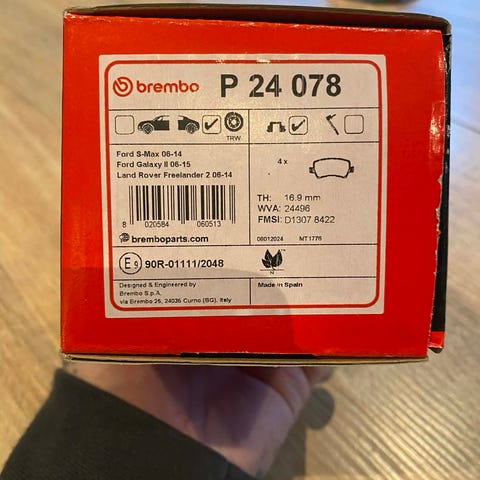 brembo P 24 078
TRW
Ford S-Max 06-14
Ford Galaxy II 06-15
Land Rover Freelander 2 06-14
4 x
8 020584 060513
bremboparts.com
TH: 16.9 mm
WVA: 24496
FMSI: D1307 8422
08012024 NT1776
E9 90R-01111/2048
Designed & Engineered by
Brembo S.p.A.
via Brembo 25, 24035 Curno (BG), Italy
Made in Spain